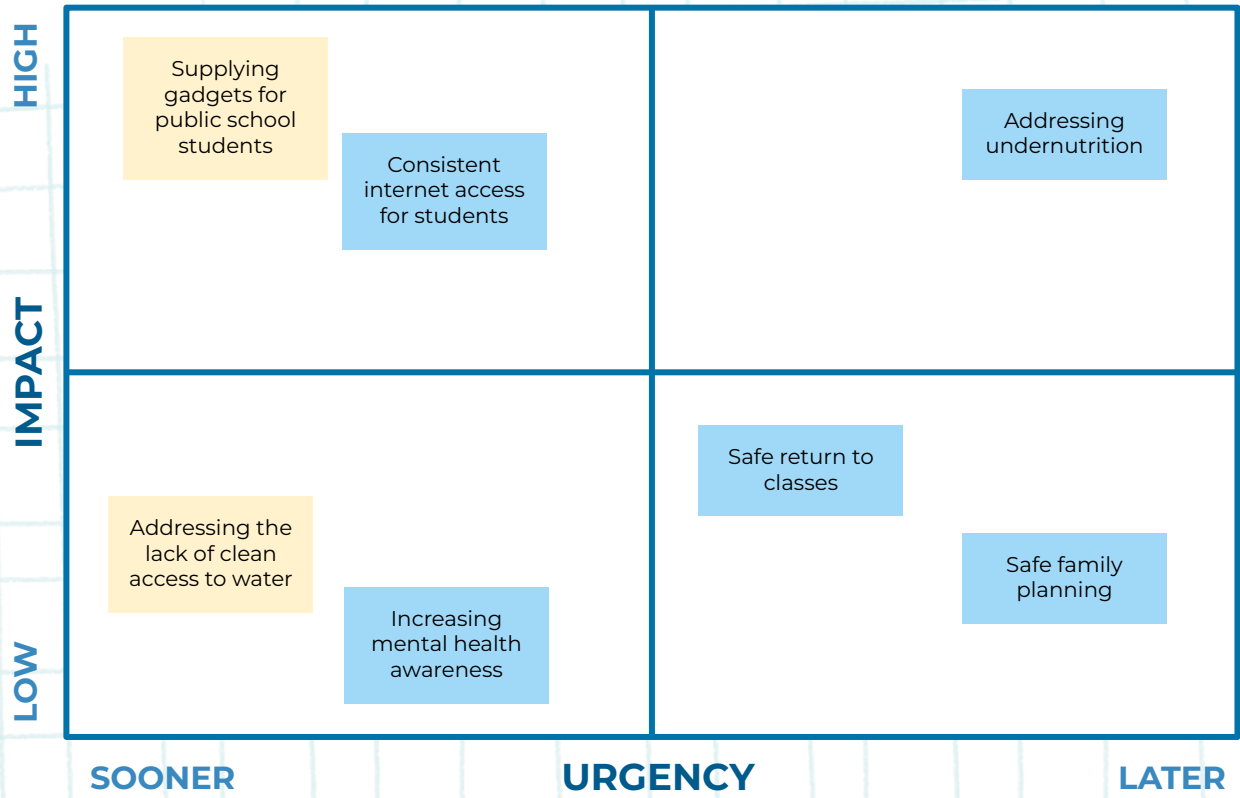 HIGH
Supplying
gadgets for
public school
students
Consistent
internet access
for students
Addressing
undernutrition
IMPACT
Safe return to
classes
Addressing the
lack of clean
access to water
Safe family
planning
Increasing
mental health
awareness
LOW
SOONER
URGENCY
LATER